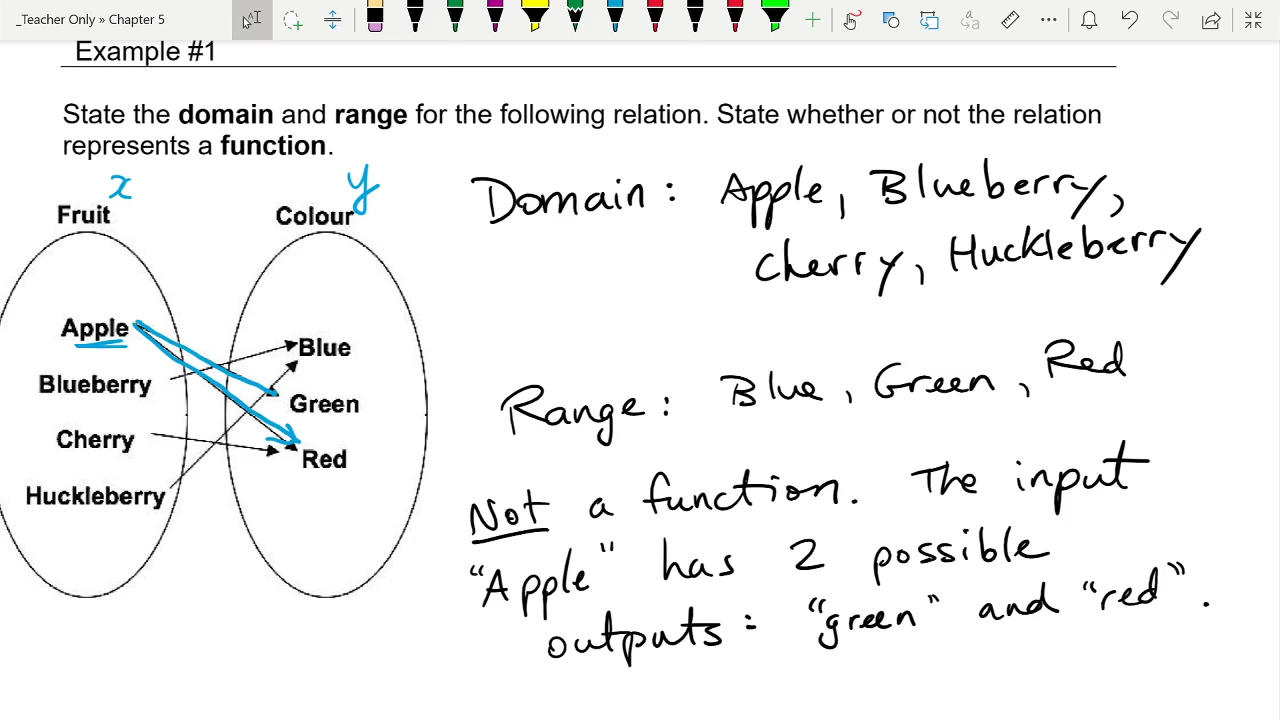 _Teacher Only » Chapter 5
Example #1
State the domain and range for the following relation. State whether or not the relation
represents a function.
x
y
Fruit
Colour
Apple
Blueberry
Cherry
Huckleberry
Blue
Green
Red
Domain: Apple, Blueberry,
Cherry, Huckleberry
Range: Blue, Green, Red
Not a function. The input
"Apple" has 2 possible
outputs: "green" and "red".